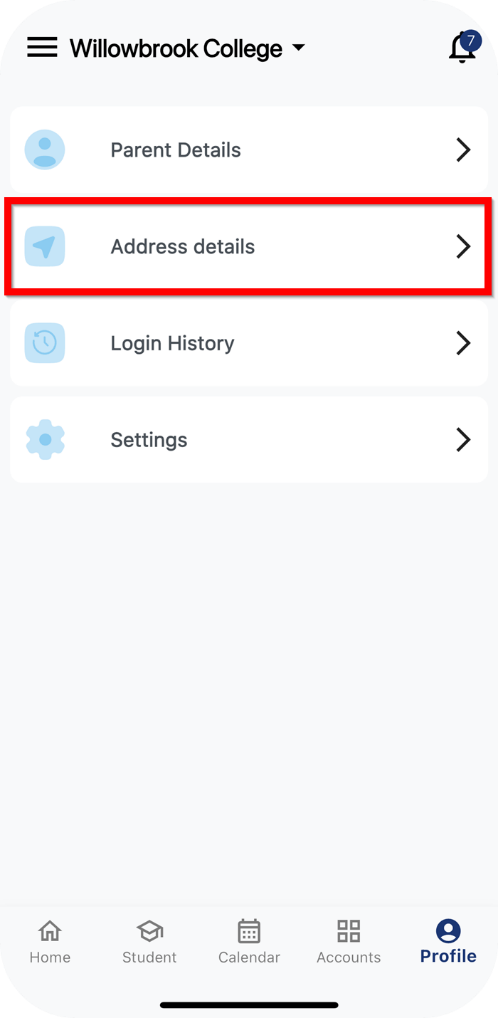 Willowbrook College
7
Parent Details
Address details
Login History
Settings
Home
Student
Calendar
Accounts
Profile